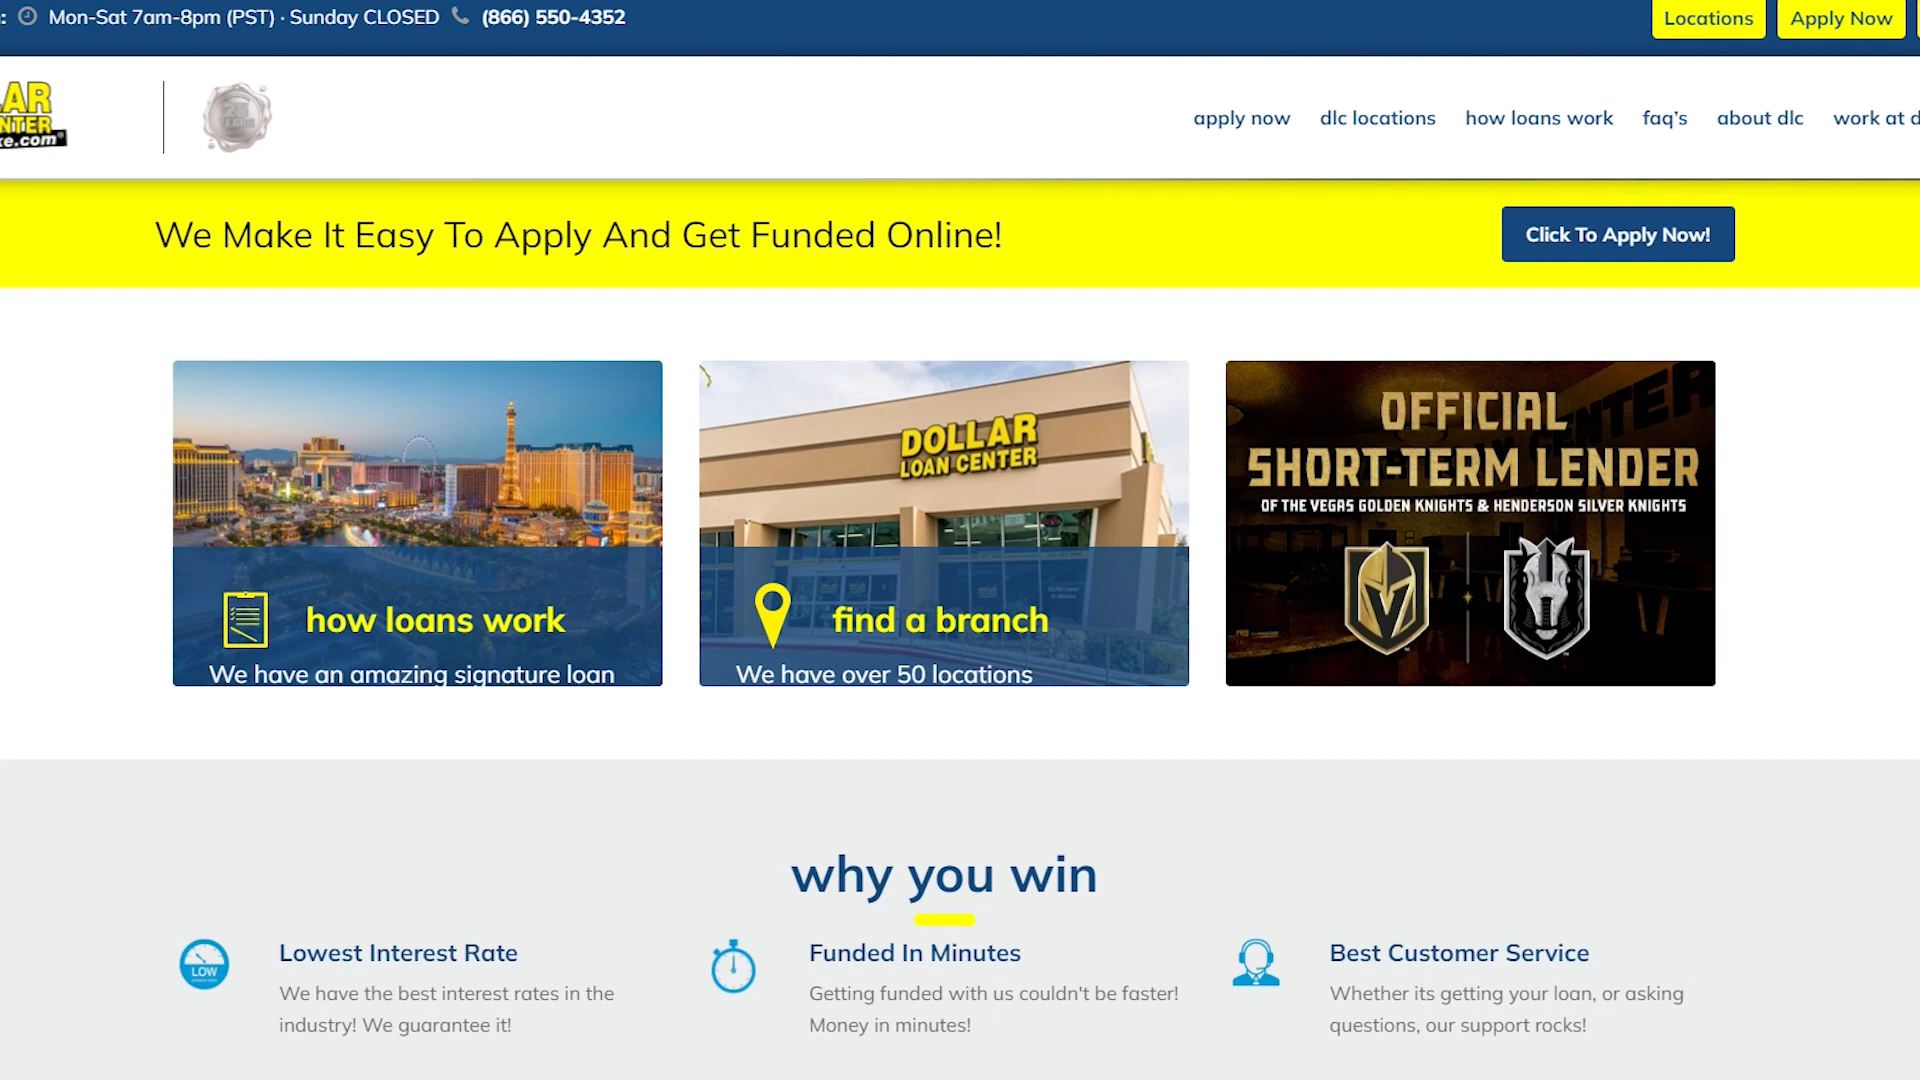 Mon-Sat 7am-8pm (PST) · Sunday CLOSED (866) 550-4352
Locations
Apply Now
25
YEARS
apply now
dlc locations
how loans work
faq's
about dlc
work at
We Make It Easy To Apply And Get Funded Online!
Click To Apply Now!
how loans work
We have an amazing signature loan
DOLLAR
LOAN CENTER
find a branch
We have over 50 locations
OFFICIAL
SHORT-TERM LENDER
OF THE VEGAS GOLDEN KNIGHTS & HENDERSON SILVER KNIGHTS
why you win
LOW
Lowest Interest Rate
We have the best interest rates in the
industry! We guarantee it!
Funded In Minutes
Getting funded with us couldn't be faster!
Money in minutes!
Best Customer Service
Whether its getting your loan, or asking
questions, our support rocks!